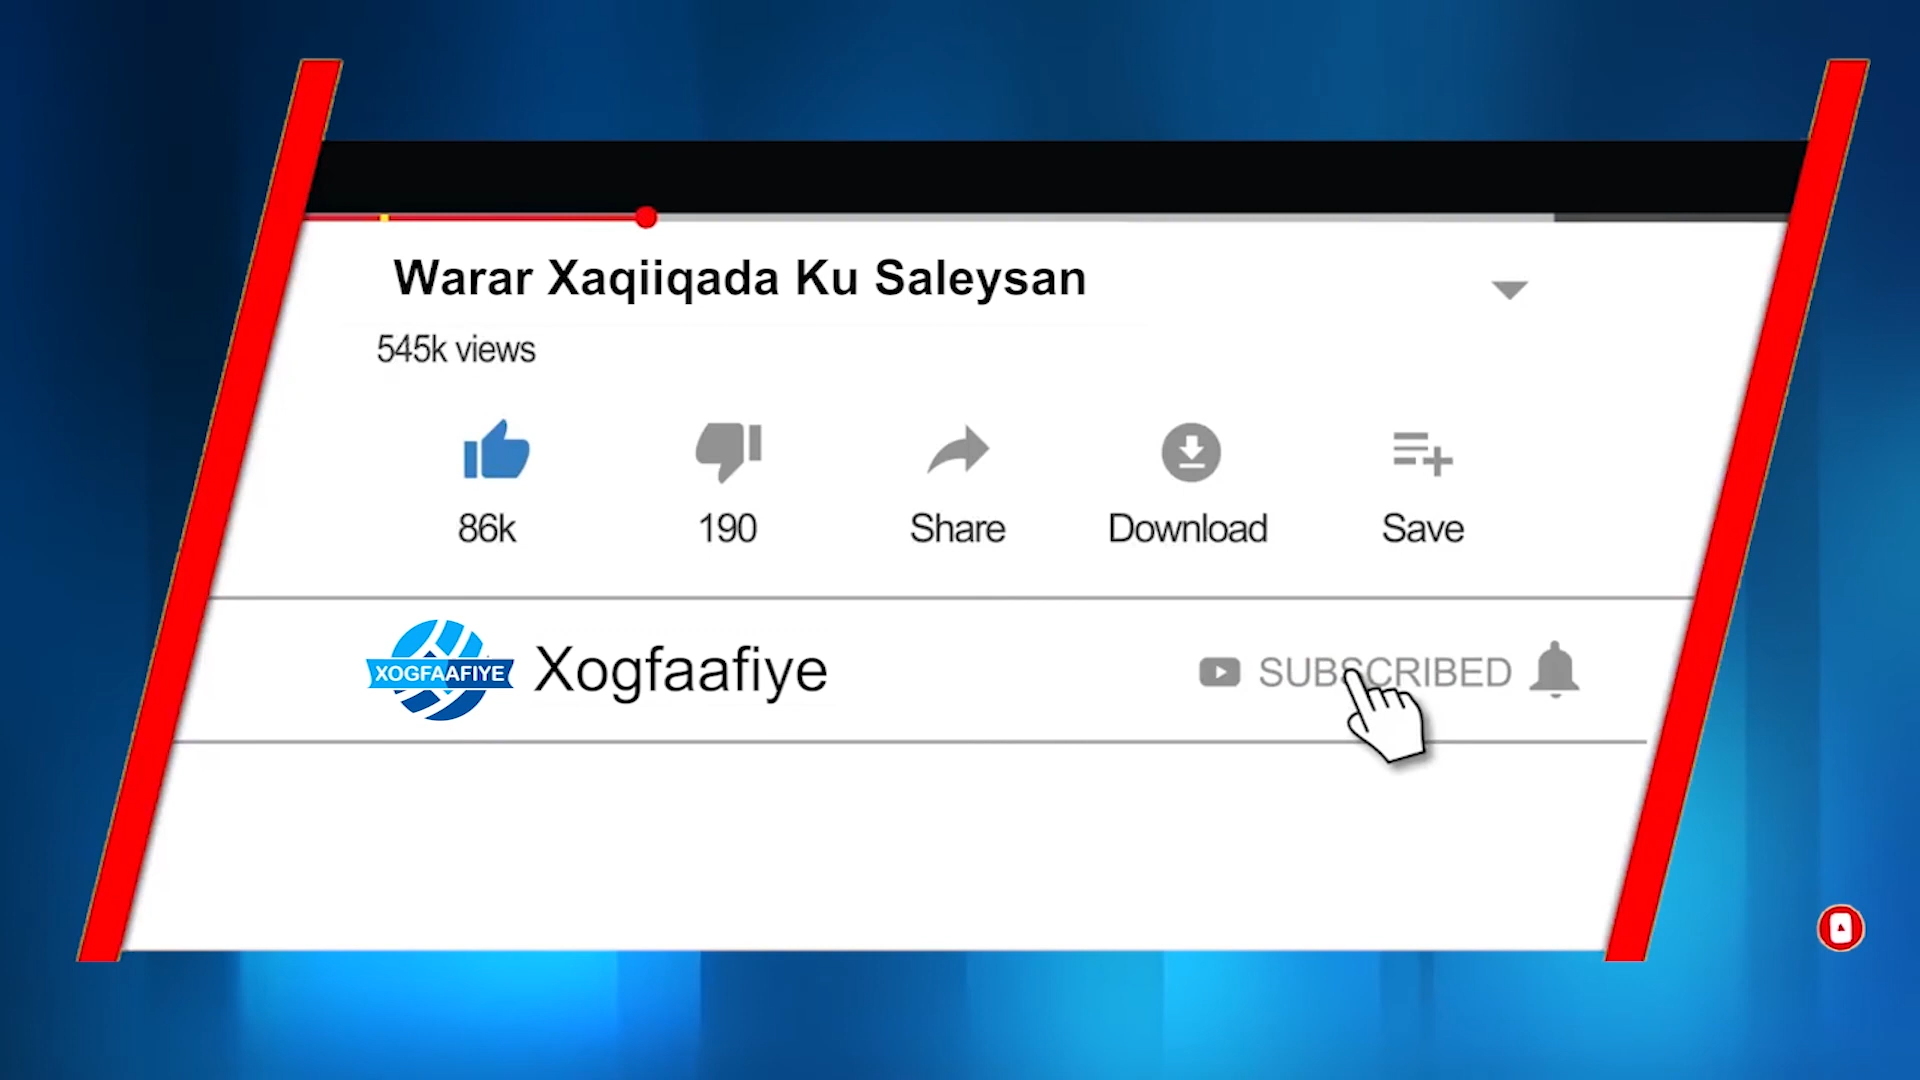 Warar Xaqiiqada Ku Saleysan
545k views
86k
190
Share
Download
Save
XOGFAAFIYE
Xogfaafiye
SUBSCRIBED